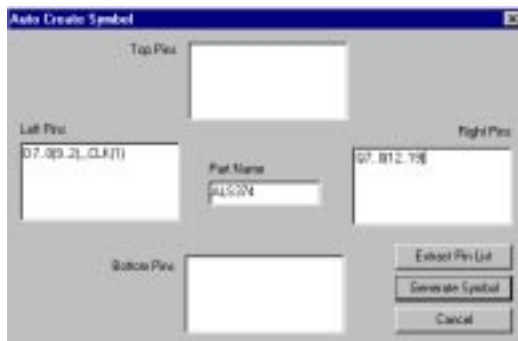 Auto Create Symbol
Top Pins
Left Pins
Right Pins
D7..0(9..2),,CLK(1)
Part Name
Q7..0(12..19)
ALS374
Bottom Pins
Extract Pin List
Generate Symbol
Cancel